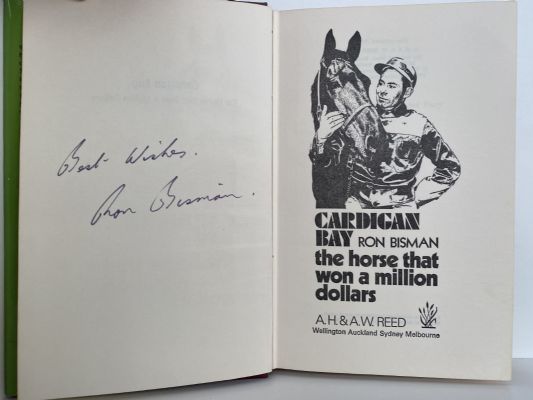 Best Wishes.
Ron Bisman.
CARDIGAN
BAY RON BISMAN
the horse that
won a million
dollars
A.H. & A.W. REED
Wellington Auckland Sydney Melbourne